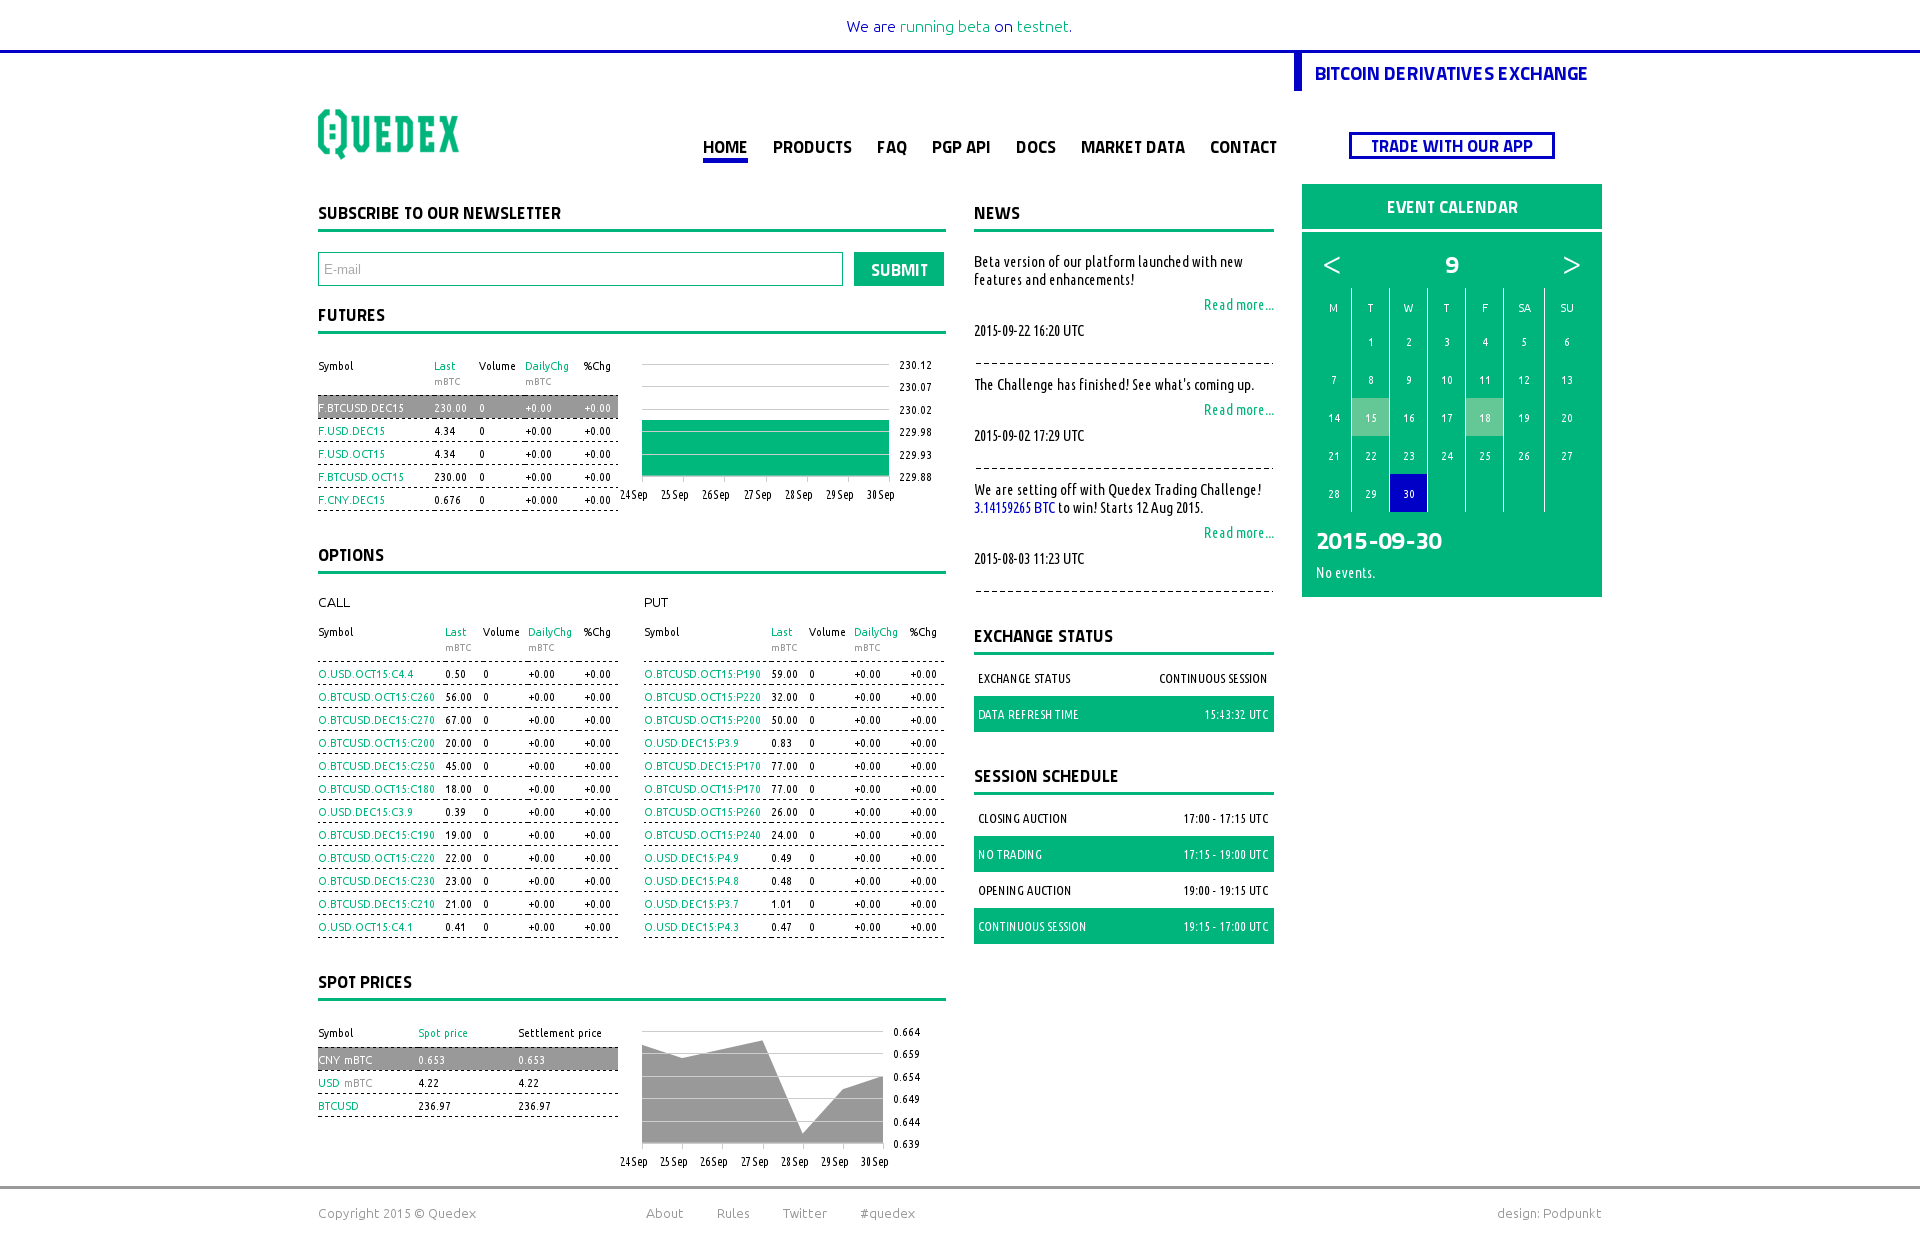 We are running beta on testnet.
BITCOIN DERIVATIVES EXCHANGE
QUEDEX
HOME PRODUCTS FAQ PGP API DOCS MARKET DATA CONTACT
TRADE WITH OUR APP
SUBSCRIBE TO OUR NEWSLETTER
E-mail SUBMIT
FUTURES
Symbol Last Volume DailyChg %Chg
mBTC mBTC
F.BTCUSD.DEC15 230.00 0 +0.00 +0.00
F.USD.DEC15 4.34 0 +0.00 +0.00
F.USD.OCT15 4.34 0 +0.00 +0.00
F.BTCUSD.OCT15 230.00 0 +0.00 +0.00
F.CNY.DEC15 0.676 0 +0.000 +0.00
230.12
230.07
230.02
229.98
229.93
229.88
24Sep 25Sep 26Sep 27Sep 28Sep 29Sep 30Sep
OPTIONS
CALL
Symbol Last Volume DailyChg %Chg
mBTC mBTC
O.USD.OCT15:C4.4 0.50 0 +0.00 +0.00
O.BTCUSD.OCT15:C260 56.00 0 +0.00 +0.00
O.BTCUSD.DEC15:C270 67.00 0 +0.00 +0.00
O.BTCUSD.OCT15:C200 20.00 0 +0.00 +0.00
O.BTCUSD.DEC15:C250 45.00 0 +0.00 +0.00
O.BTCUSD.OCT15:C180 18.00 0 +0.00 +0.00
O.USD.DEC15:C3.9 0.39 0 +0.00 +0.00
O.BTCUSD.DEC15:C190 19.00 0 +0.00 +0.00
O.BTCUSD.OCT15:C220 22.00 0 +0.00 +0.00
O.BTCUSD.DEC15:C230 23.00 0 +0.00 +0.00
O.BTCUSD.DEC15:C210 21.00 0 +0.00 +0.00
O.USD.OCT15:C4.1 0.41 0 +0.00 +0.00
PUT
Symbol Last Volume DailyChg %Chg
mBTC mBTC
O.BTCUSD.OCT15:P190 59.00 0 +0.00 +0.00
O.BTCUSD.OCT15:P220 32.00 0 +0.00 +0.00
O.BTCUSD.OCT15:P200 50.00 0 +0.00 +0.00
O.USD.DEC15:P3.9 0.83 0 +0.00 +0.00
O.BTCUSD.DEC15:P170 77.00 0 +0.00 +0.00
O.BTCUSD.OCT15:P170 77.00 0 +0.00 +0.00
O.BTCUSD.OCT15:P260 26.00 0 +0.00 +0.00
O.BTCUSD.OCT15:P240 24.00 0 +0.00 +0.00
O.USD.DEC15:P4.9 0.49 0 +0.00 +0.00
O.USD.DEC15:P4.8 0.48 0 +0.00 +0.00
O.USD.DEC15:P3.7 1.01 0 +0.00 +0.00
O.USD.DEC15:P4.3 0.47 0 +0.00 +0.00
SPOT PRICES
Symbol Spot price Settlement price
CNY mBTC 0.653 0.653
USD mBTC 4.22 4.22
BTCUSD 236.97 236.97
0.664
0.659
0.654
0.649
0.644
0.639
24Sep 25Sep 26Sep 27Sep 28Sep 29Sep 30Sep
NEWS
Beta version of our platform launched with new
features and enhancements!
Read more...
2015-09-22 16:20 UTC
The Challenge has finished! See what's coming up.
Read more...
2015-09-02 17:29 UTC
We are setting off with Quedex Trading Challenge!
3.14159265 BTC to win! Starts 12 Aug 2015.
Read more...
2015-08-03 11:23 UTC
EXCHANGE STATUS
EXCHANGE STATUS CONTINUOUS SESSION
DATA REFRESH TIME 15:43:32 UTC
SESSION SCHEDULE
CLOSING AUCTION 17:00 - 17:15 UTC
NO TRADING 17:15 - 19:00 UTC
OPENING AUCTION 19:00 - 19:15 UTC
CONTINUOUS SESSION 19:15 - 17:00 UTC
EVENT CALENDAR
< 9 >
M T W T F SA SU
1 2 3 4 5 6
7 8 9 10 11 12 13
14 15 16 17 18 19 20
21 22 23 24 25 26 27
28 29 30
2015-09-30
No events.
Copyright 2015 © Quedex About Rules Twitter #quedex design: Podpunkt